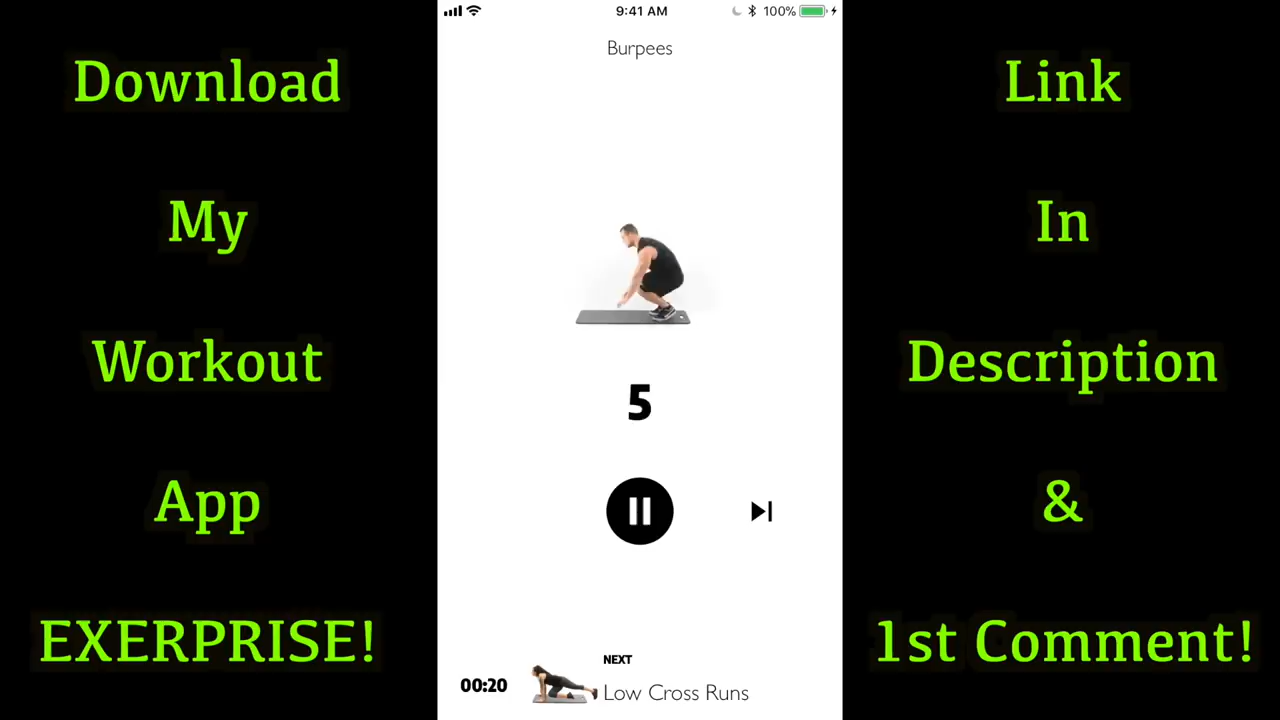 Download
My
Workout
App
EXERPRISE!
9:41 AM
100%
Burpees
5
NEXT
00:20
Low Cross Runs
Link
In
Description
&
1st Comment!